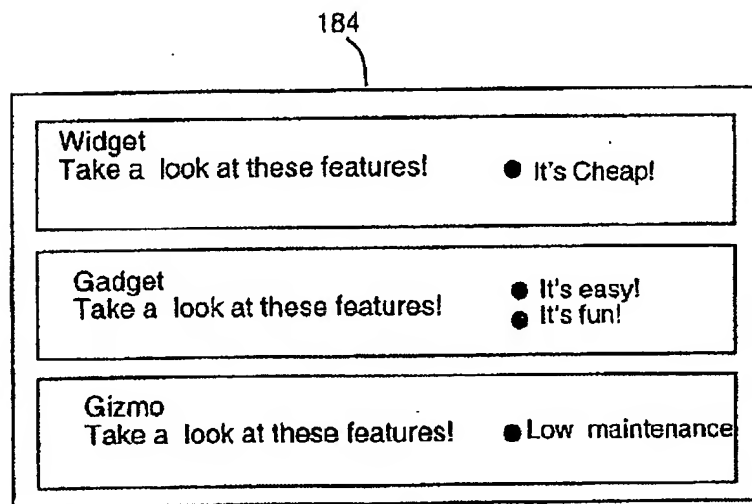 184
Widget
Take a look at these features!
● It's Cheap!
Gadget
Take a look at these features!
● It's easy!
● It's fun!
Gizmo
Take a look at these features!
● Low maintenance